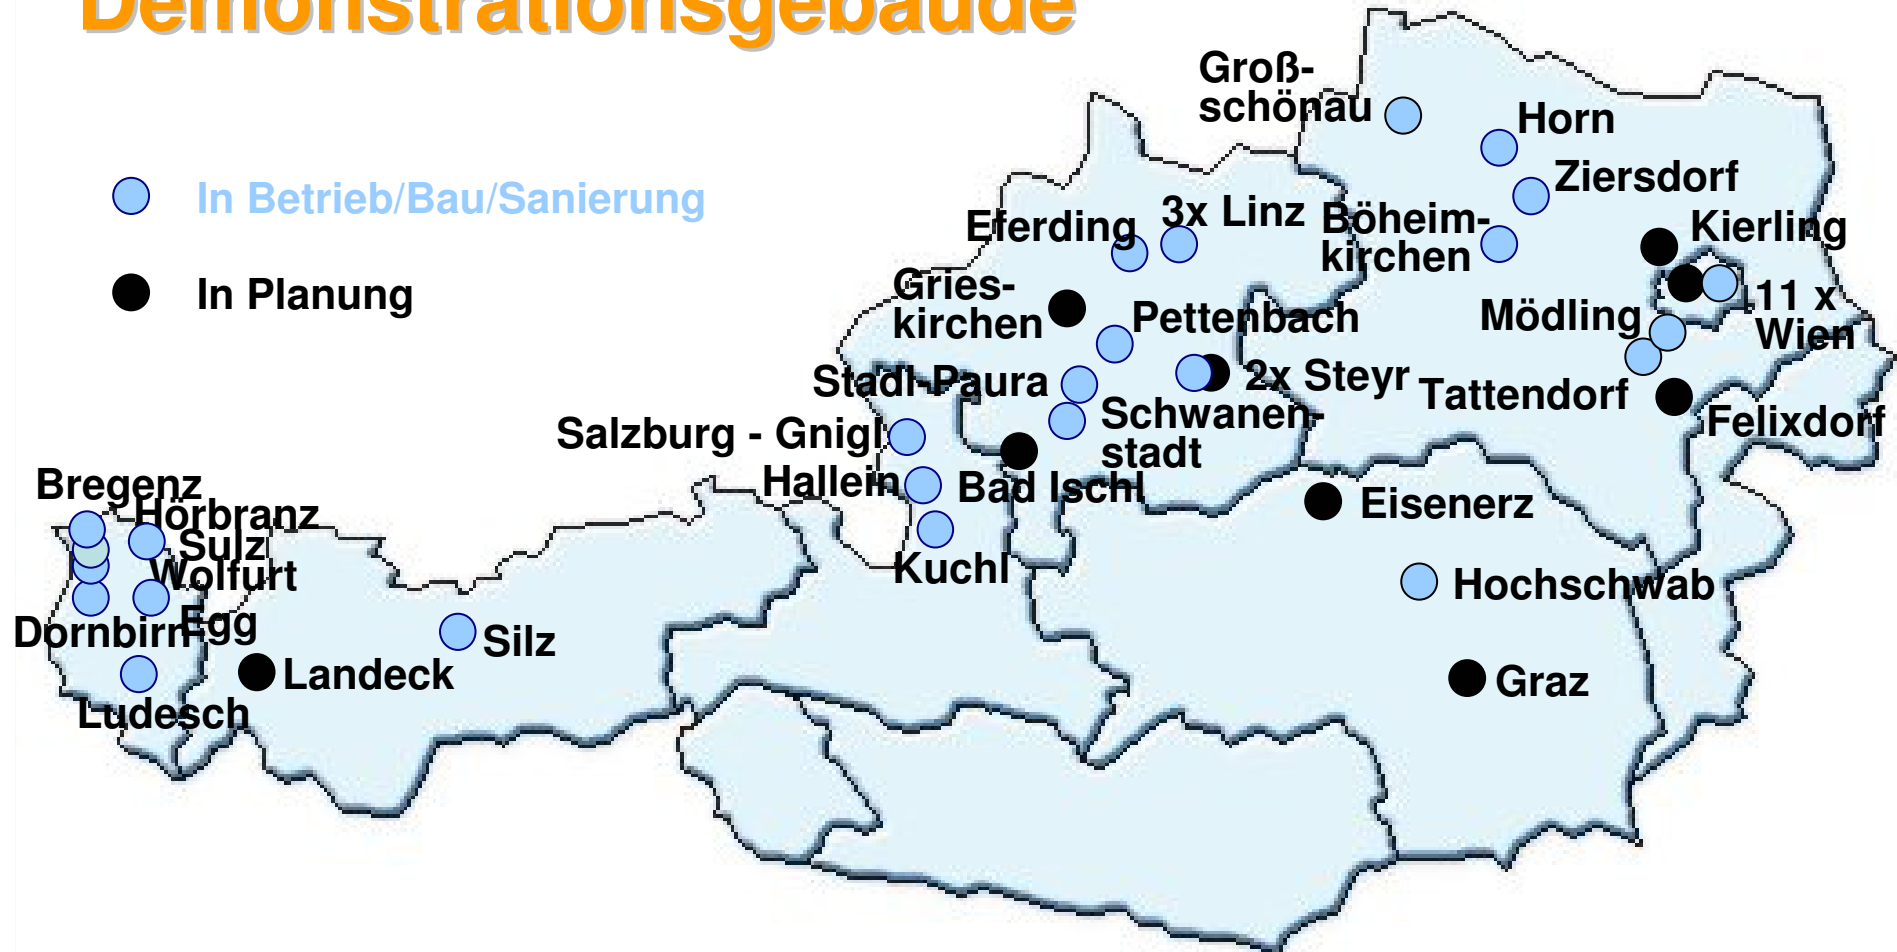 Demonstrationsgebäude
In Betrieb/Bau/Sanierung
In Planung
Groß-
schönau
Horn
Ziersdorf
Eferding
3x Linz
Böheim-
kirchen
Kierling
Gries-
kirchen
Pettenbach
Mödling
11 x
Wien
Stadl-Paura
2x Steyr
Tattendorf
Schwanen-
stadt
Felixdorf
Salzburg - Gnigl
Hallein
Bad Ischl
Bregenz
Hörbranz
Sulz
Wolfurt
Eisenerz
Kuchl
Hochschwab
Egg
Dornbirn
Silz
Landeck
Graz
Ludesch